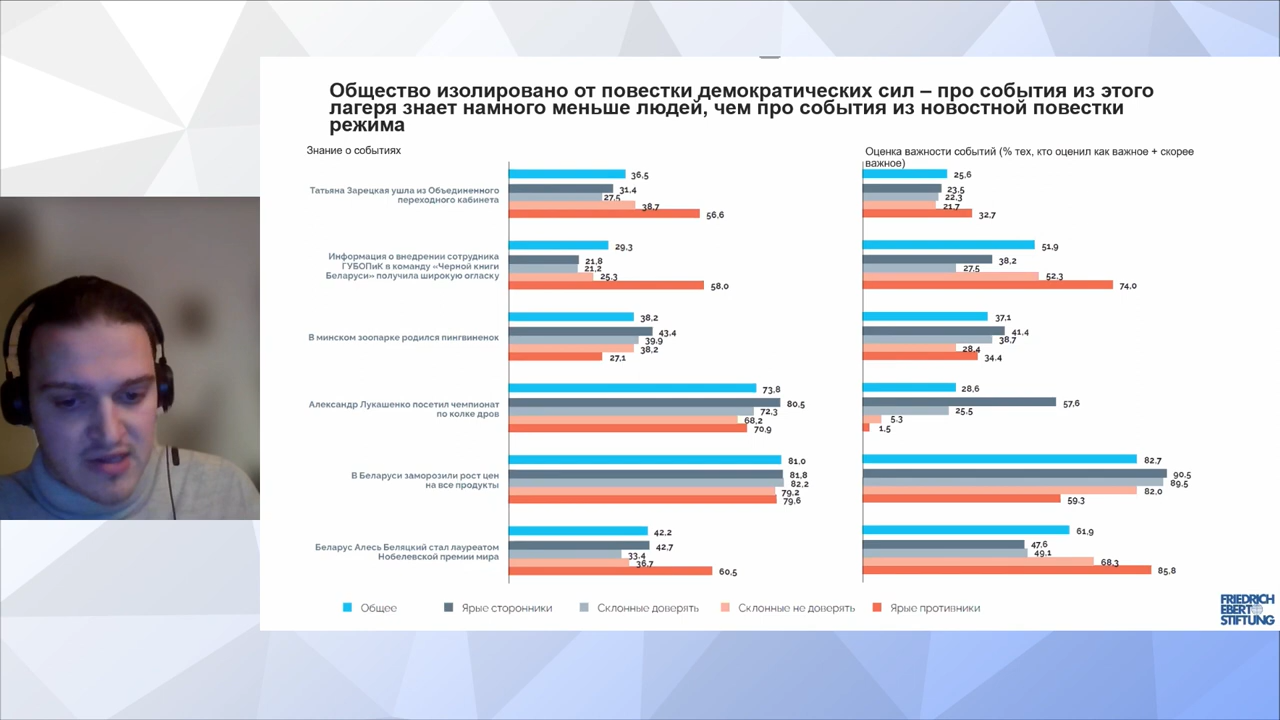 Общество изолировано от повестки демократических сил – про события из этого
лагеря знает намного меньше людей, чем про события из новостной повестки
режима
Знание о событиях
Оценка важности событий (% тех, кто оценил как важное + скорее
важное)
Татьяна Зарецкая ушла из Объединенного
переходного кабинета
36,5
31,4
27,5
38,7
56,6
25,6
23,5
22,3
21,7
32,7
Информация о внедрении сотрудника
ГУБОПиК в команду «Черной книги
Беларуси» получила широкую огласку
29,3
21,8
21,2
25,3
58,0
51,9
38,2
27,5
52,3
74,0
В минском зоопарке родился пингвиненок
38,2
43,4
39,9
38,2
27,1
37,1
41,4
38,7
28,4
34,4
Александр Лукашенко посетил чемпионат
по колке дров
73,8
80,5
72,3
68,2
70,9
28,6
57,6
25,5
5,3
1,5
В Беларуси заморозили рост цен
на все продукты
81,0
81,8
82,2
79,2
79,6
82,7
90,5
89,5
82,0
59,3
Беларус Алесь Беляцкий стал лауреатом
Нобелевской премии мира
42,2
42,7
33,4
36,7
60,5
61,9
47,6
49,1
68,3
85,8
Общее
Ярые сторонники
Склонные доверять
Склонные не доверять
Ярые противники
FRIEDRICH
EBERT
STIFTUNG